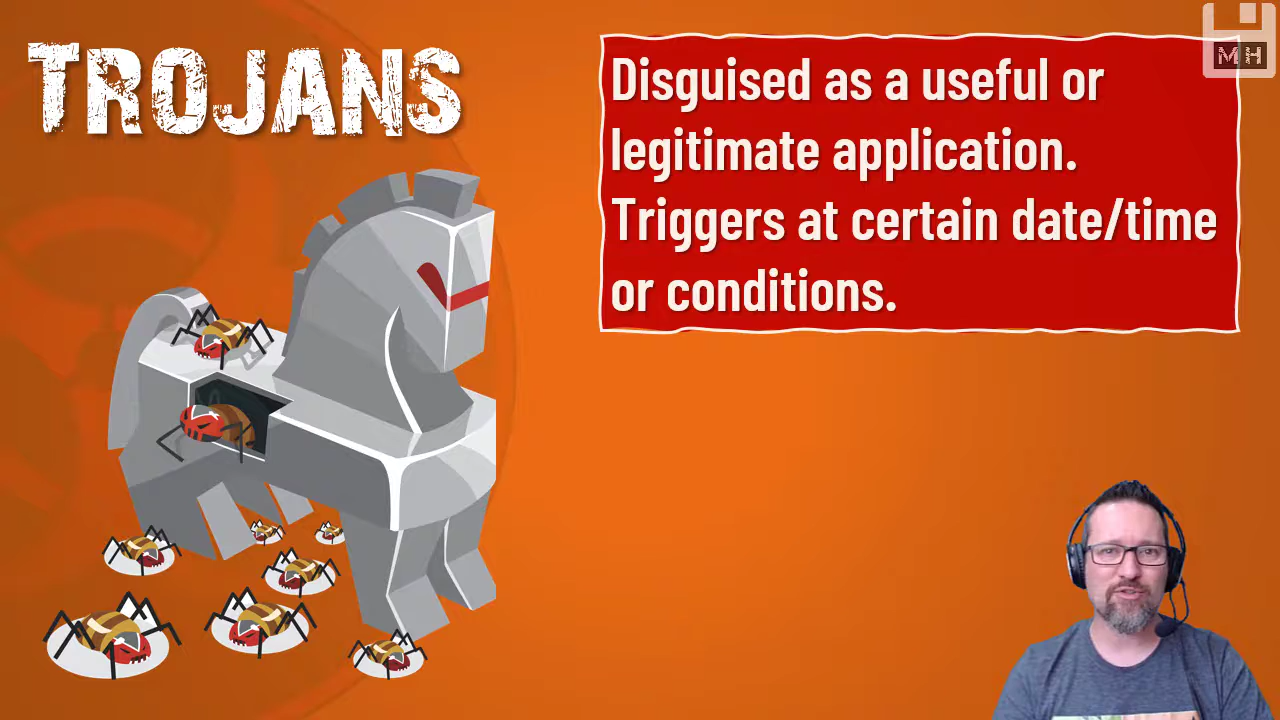 TROJANS
Disguised as a useful or
legitimate application.
Triggers at certain date/time
or conditions.
MH